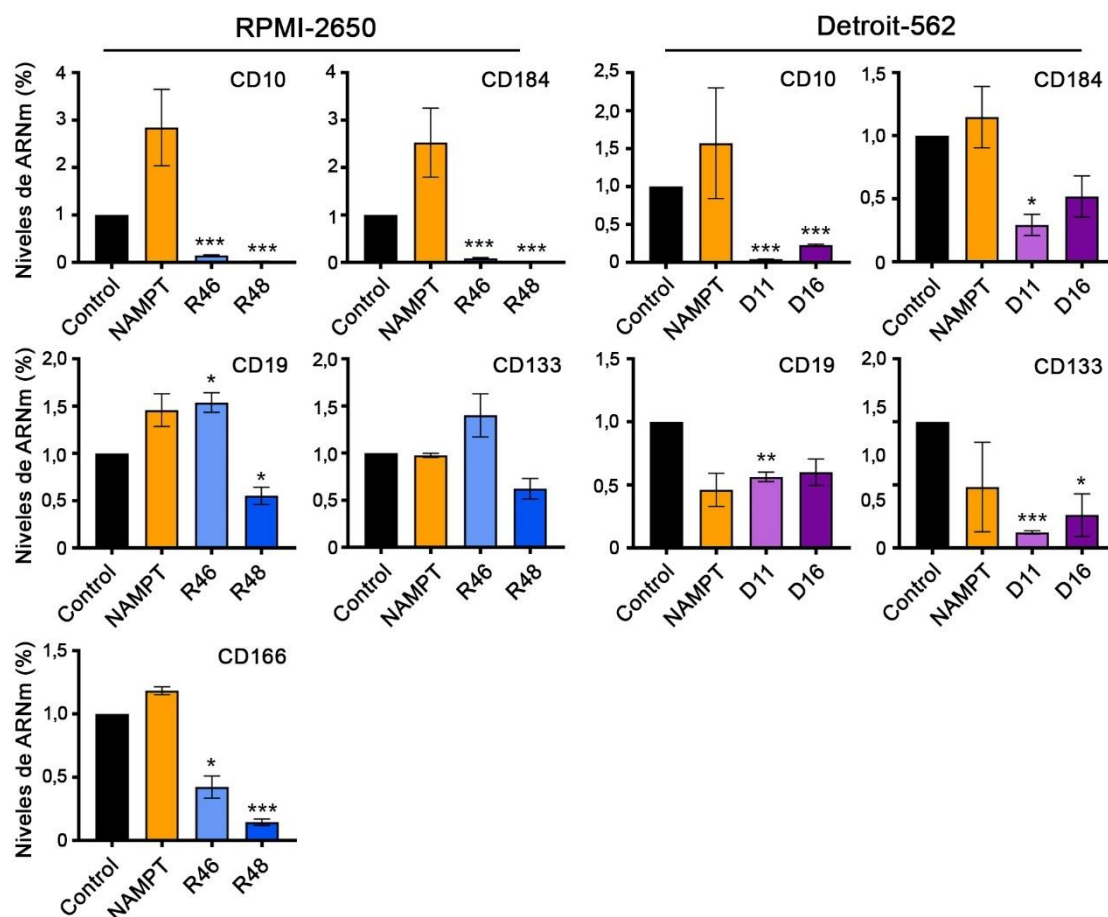 RPMI-2650
Detroit-562
Niveles de ARNm (%)
4
3
2
1
0
CD10
***
***
Control
NAMPT
R46
R48
4
3
2
1
0
CD184
***
***
Control
NAMPT
R46
R48
2,5
2,0
1,5
1,0
0,5
0
CD10
***
***
Control
NAMPT
D11
D16
1,5
1,0
0,5
0
CD184
*
Control
NAMPT
D11
D16
Niveles de ARNm (%)
2,0
1,5
1,0
0,5
0
CD19
*
*
Control
NAMPT
R46
R48
2,0
1,5
1,0
0,5
0
CD133
Control
NAMPT
R46
R48
1,5
1,0
0,5
0
CD19
**
Control
NAMPT
D11
D16
1,5
1,0
0,5
0
CD133
***
*
Control
NAMPT
D11
D16
Niveles de ARNm (%)
1,5
1,0
0,5
0
CD166
*
***
Control
NAMPT
R46
R48